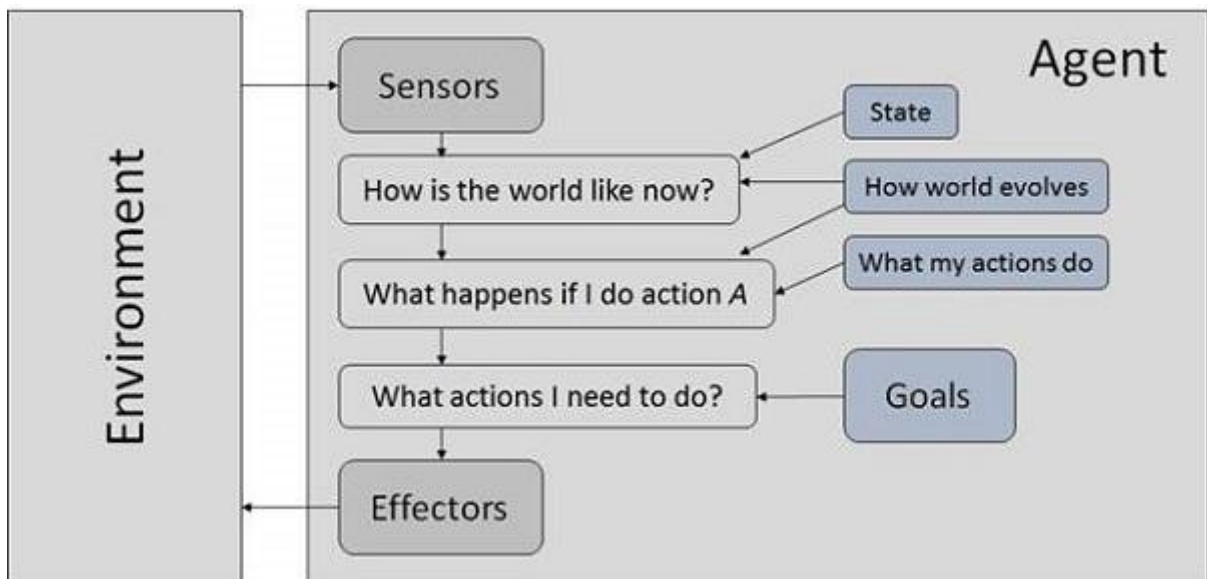 Environment
Agent
Sensors
State
How is the world like now?
How world evolves
What my actions do
What happens if I do action A
What actions I need to do?
Goals
Effectors